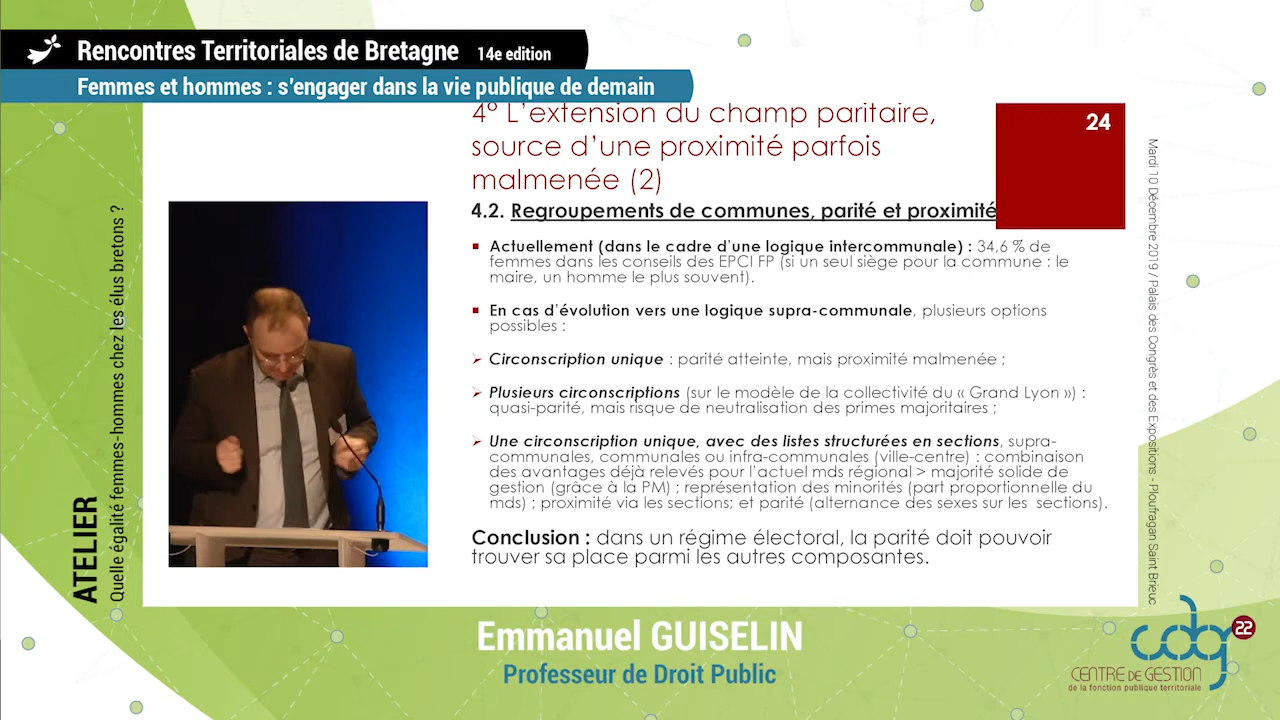 Rencontres Territoriales de Bretagne 14e edition
Femmes et hommes : s'engager dans la vie publique de demain
4° L'extension du champ paritaire,
source d'une proximité parfois
malmenée (2)
24
4.2. Regroupements de communes, parité et proximité
Actuellement (dans le cadre d'une logique intercommunale) : 34,6 % de
femmes dans les conseils des EPCI FP (si un seul siège pour la commune : le
maire, un homme le plus souvent).
En cas d'évolution vers une logique supra-communale, plusieurs options
possibles :
Circonscription unique : parité atteinte, mais proximité malmenée ;
Plusieurs circonscriptions (sur le modèle de la collectivité du « Grand Lyon ») :
quasi-parité, mais risque de neutralisation des primes majoritaires ;
Une circonscription unique, avec des listes structurées en sections, supra-
communales, communales ou infra-communales (ville-centre) : combinaison
des avantages déjà relevés pour l'actuel mds régional > majorité solide de
gestion (grâce à la PM) ; représentation des minorités (part proportionnelle du
mds) ; proximité via les sections; et parité (alternance des sexes sur les sections).
Conclusion : dans un régime électoral, la parité doit pouvoir
trouver sa place parmi les autres composantes.
ATELIER
Quelle égalité femmes-hommes chez les élus bretons ?
Mardi 10 Décembre 2019 / Palais des Congrès et des Expositions - Ploufragan Saint Brieuc
Emmanuel GUISELIN
Professeur de Droit Public
cdg 22
CENTRE DE GESTION
de la fonction publique territoriale